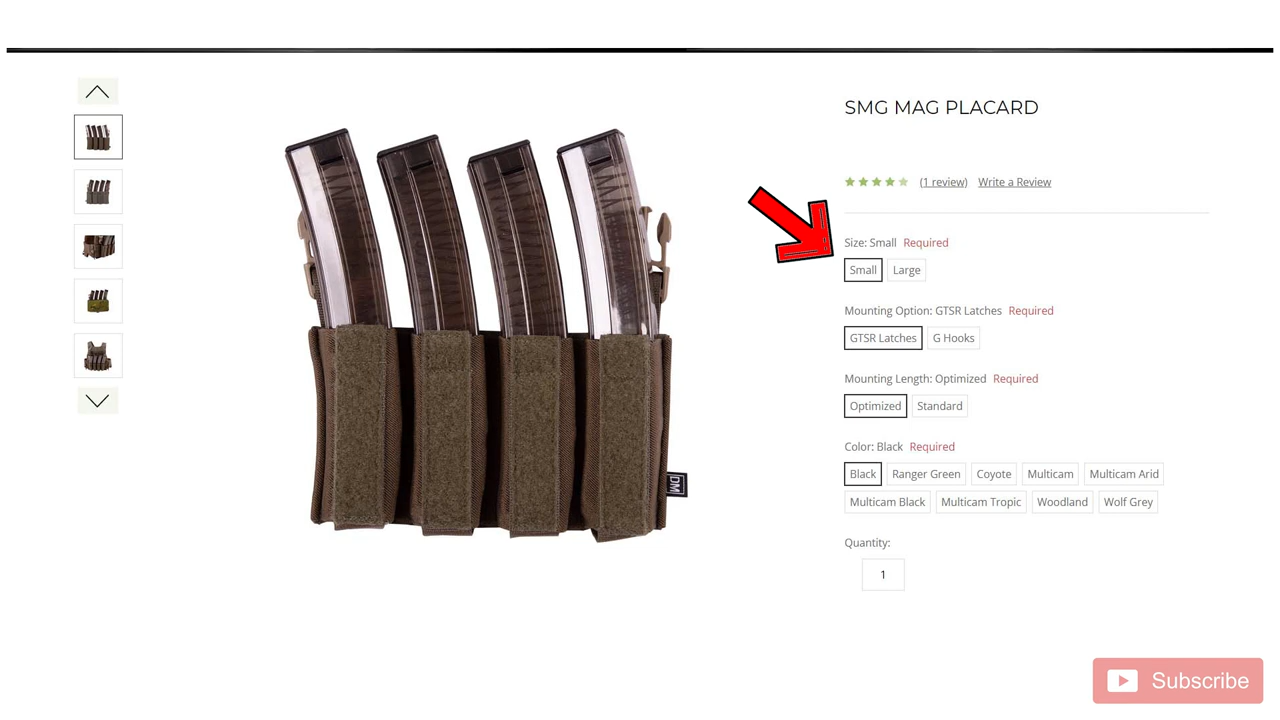 SMG MAG PLACARD
(1 review) Write a Review
Size: Small Required
Small Large
Mounting Option: GTSR Latches Required
GTSR Latches G Hooks
Mounting Length: Optimized Required
Optimized Standard
Color: Black Required
Black Ranger Green Coyote Multicam Multicam Arid
Multicam Black Multicam Tropic Woodland Wolf Grey
DM
Quantity:
1
Subscribe